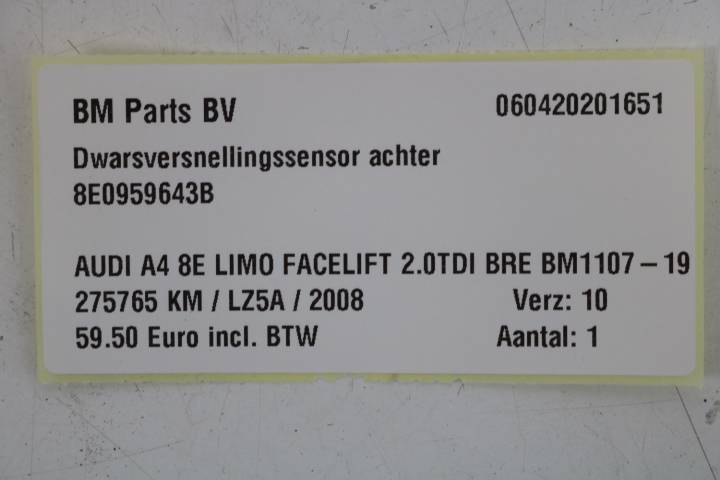 BM Parts BV 060420201651
Dwarsversnellingssensor achter
8E0959643B
AUDI A4 8E LIMO FACELIFT 2.0TDI BRE BM1107-19
275765 KM / LZ5A / 2008 Verz: 10
59.50 Euro incl. BTW Aantal: 1